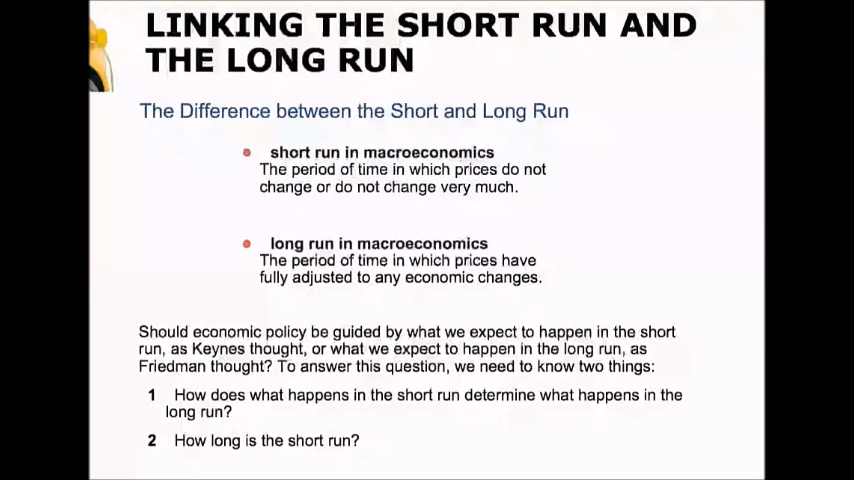 LINKING THE SHORT RUN AND
THE LONG RUN
The Difference between the Short and Long Run
• short run in macroeconomics
The period of time in which prices do not
change or do not change very much.
• long run in macroeconomics
The period of time in which prices have
fully adjusted to any economic changes.
Should economic policy be guided by what we expect to happen in the short
run, as Keynes thought, or what we expect to happen in the long run, as
Friedman thought? To answer this question, we need to know two things:
1 How does what happens in the short run determine what happens in the
long run?
2 How long is the short run?